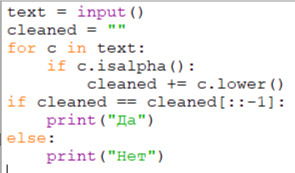 text = input()
cleaned = ""
for c in text:
    if c.isalpha():
        cleaned += c.lower()
if cleaned == cleaned[::-1]:
    print("Да")
else:
    print("Нет")